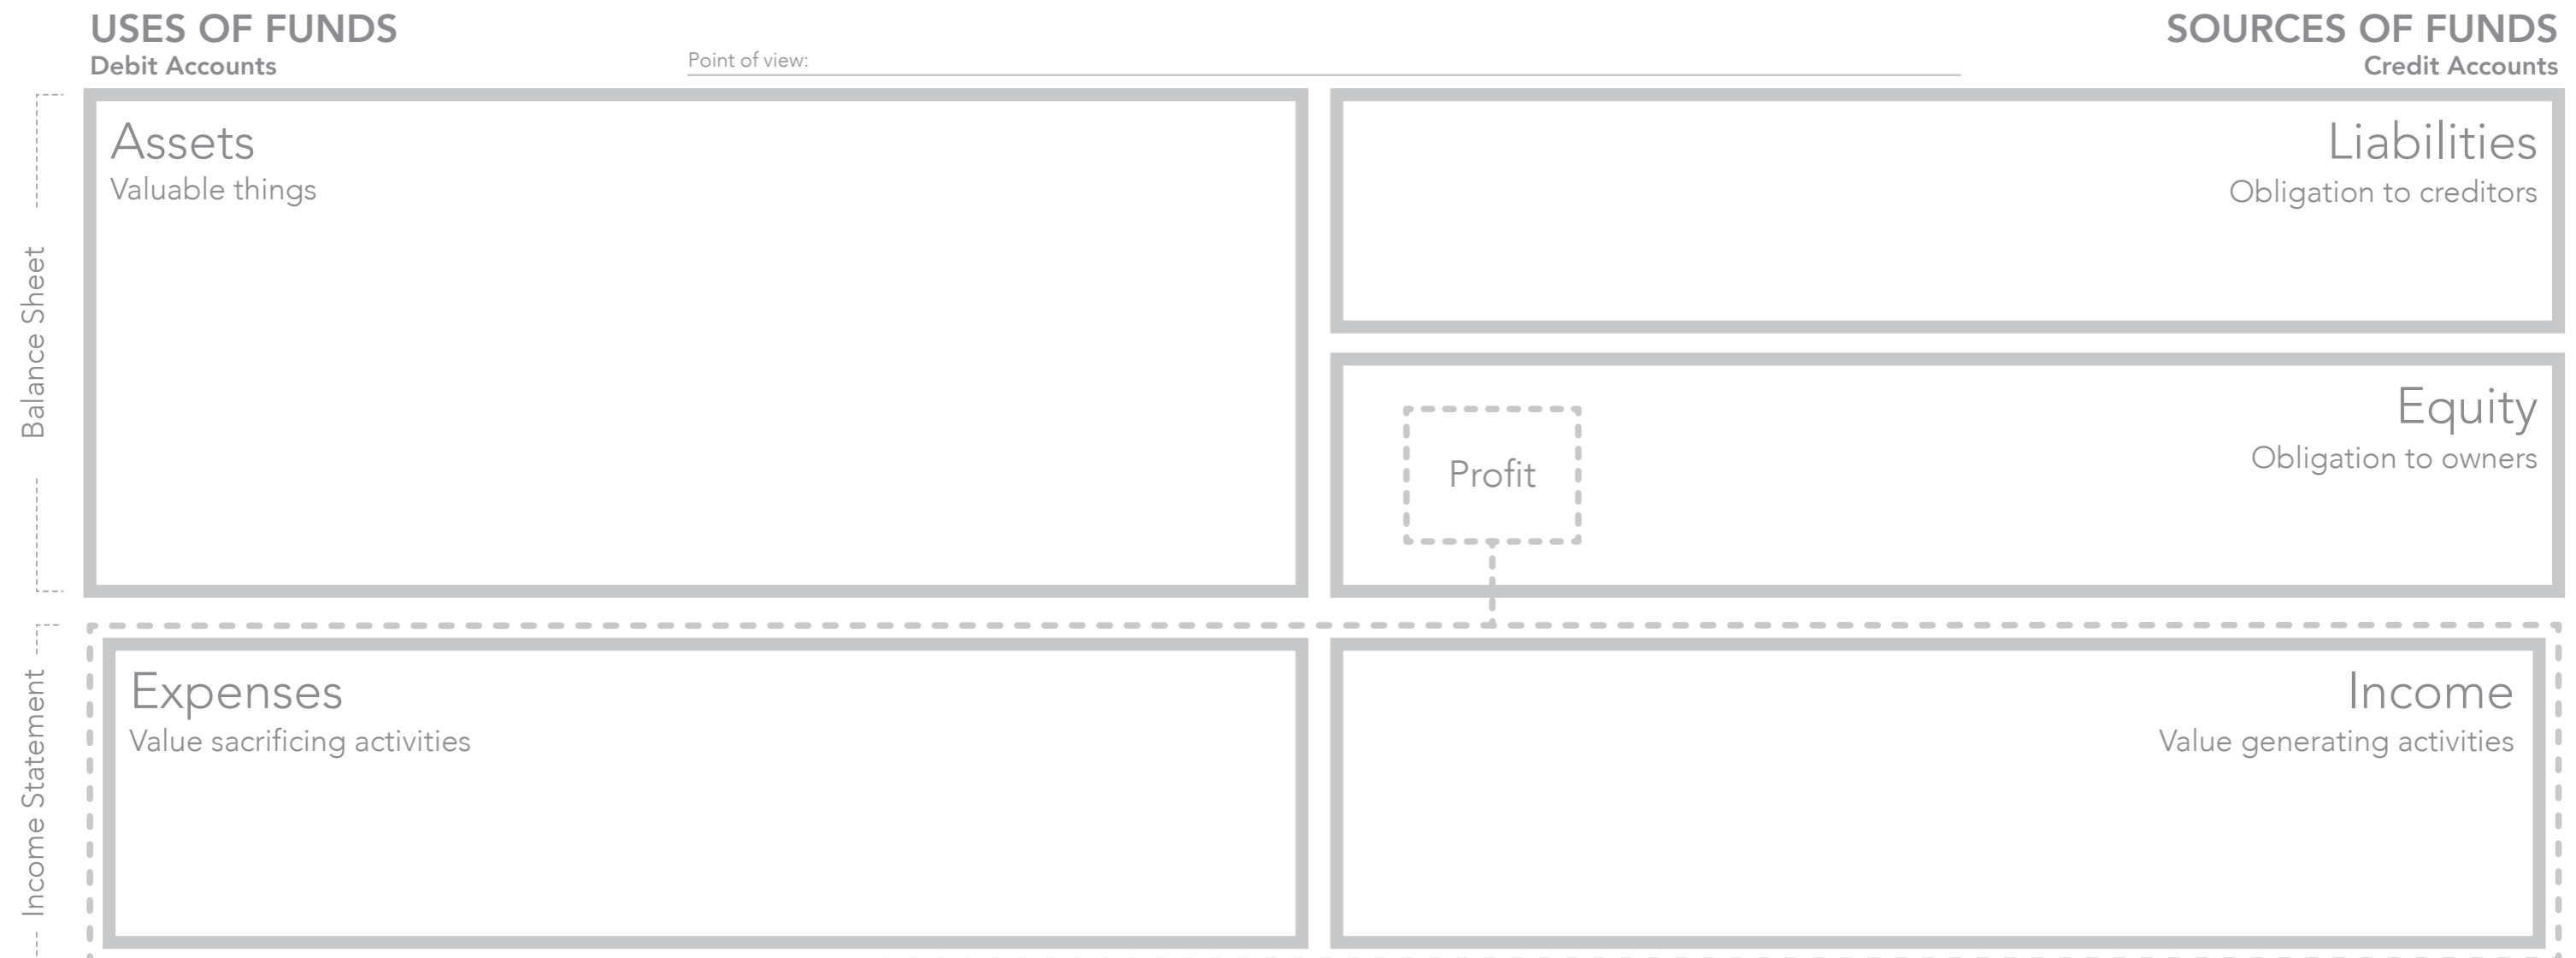 USES OF FUNDS
Debit Accounts
Point of view:
SOURCES OF FUNDS
Credit Accounts
Balance Sheet
Assets
Valuable things
Liabilities
Obligation to creditors
Equity
Obligation to owners
Profit
Income Statement
Expenses
Value sacrificing activities
Income
Value generating activities